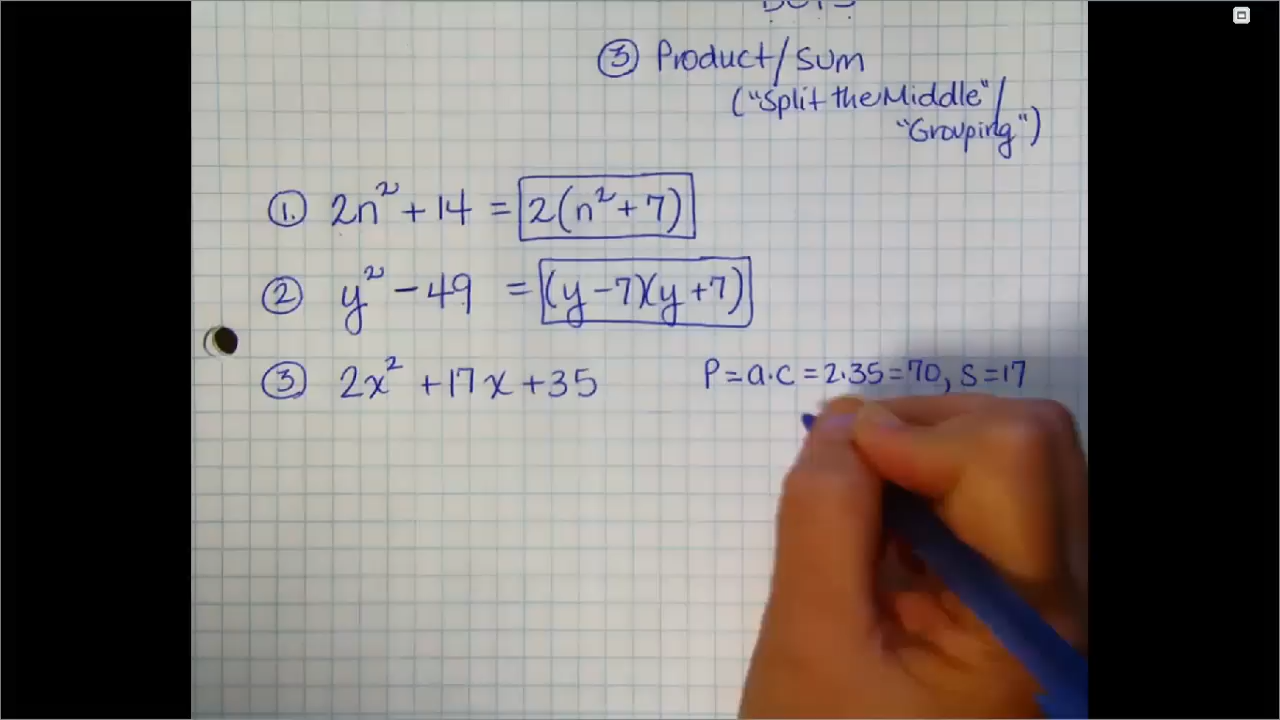 ③ Product/Sum
("Split the Middle"/
"Grouping")
①. 2n² + 14 = 2(n² + 7)
② y² - 49 = (y - 7)(y + 7)
③ 2x² + 17x + 35 P = a·c = 2·35 = 70, S = 17